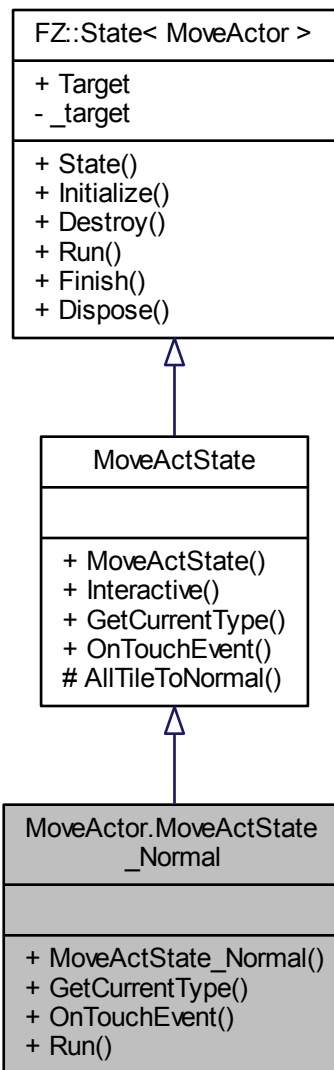 FZ::State< MoveActor >
+ Target
- _target
+ State()
+ Initialize()
+ Destroy()
+ Run()
+ Finish()
+ Dispose()
MoveActState
+ MoveActState()
+ Interactive()
+ GetCurrentType()
+ OnTouchEvent()
# AllTileToNormal()
MoveActor.MoveActState
_Normal
+ MoveActState_Normal()
+ GetCurrentType()
+ OnTouchEvent()
+ Run()